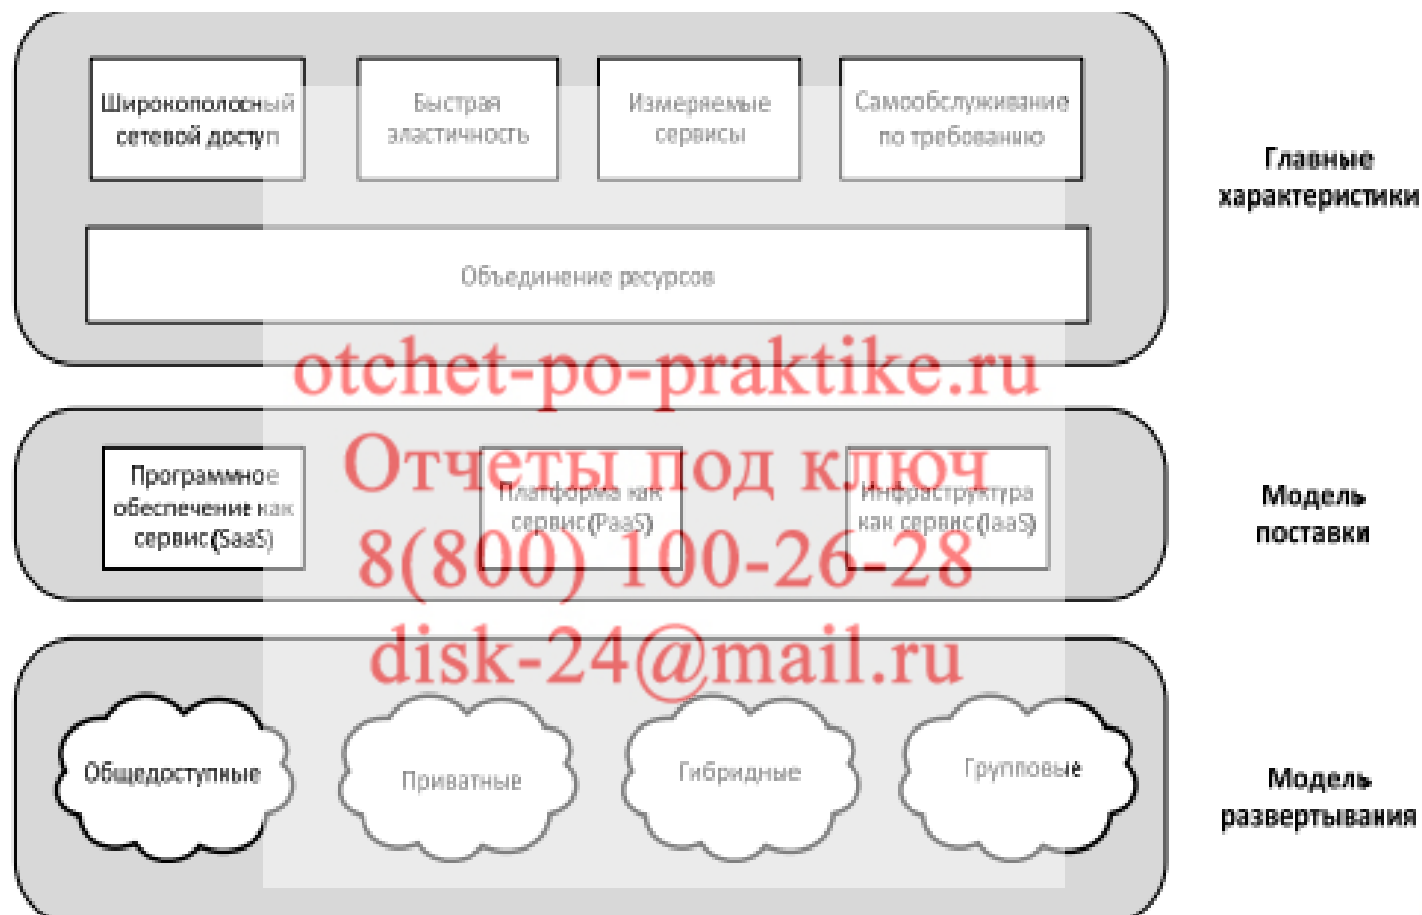 Широкополосный
сетевой доступ
Быстрая
эластичность
Измеряемые
сервисы
Самообслуживание
по требованию
Главные
характеристики
Объединение ресурсов
otchet-po-praktike.ru
Отчеты под ключ
8(800) 100-26-28
disk-24@mail.ru
Программное
обеспечение как
сервис(SaaS)
Платформа как
сервис(PaaS)
Инфраструктура
как сервис(IaaS)
Модель
поставки
Общедоступные
Приватные
Гибридные
Групповые
Модель
развертывания